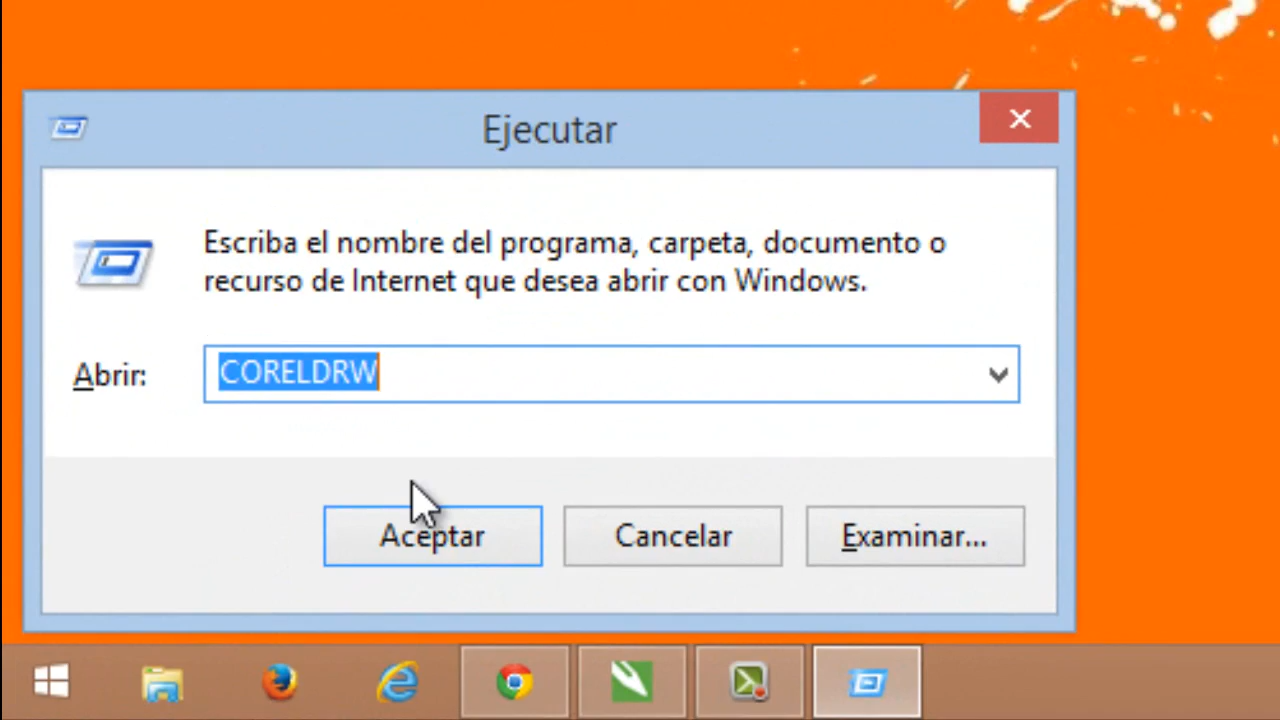 Ejecutar
Escriba el nombre del programa, carpeta, documento o
recurso de Internet que desea abrir con Windows.
Abrir: CORELDRW
Aceptar Cancelar Examinar...